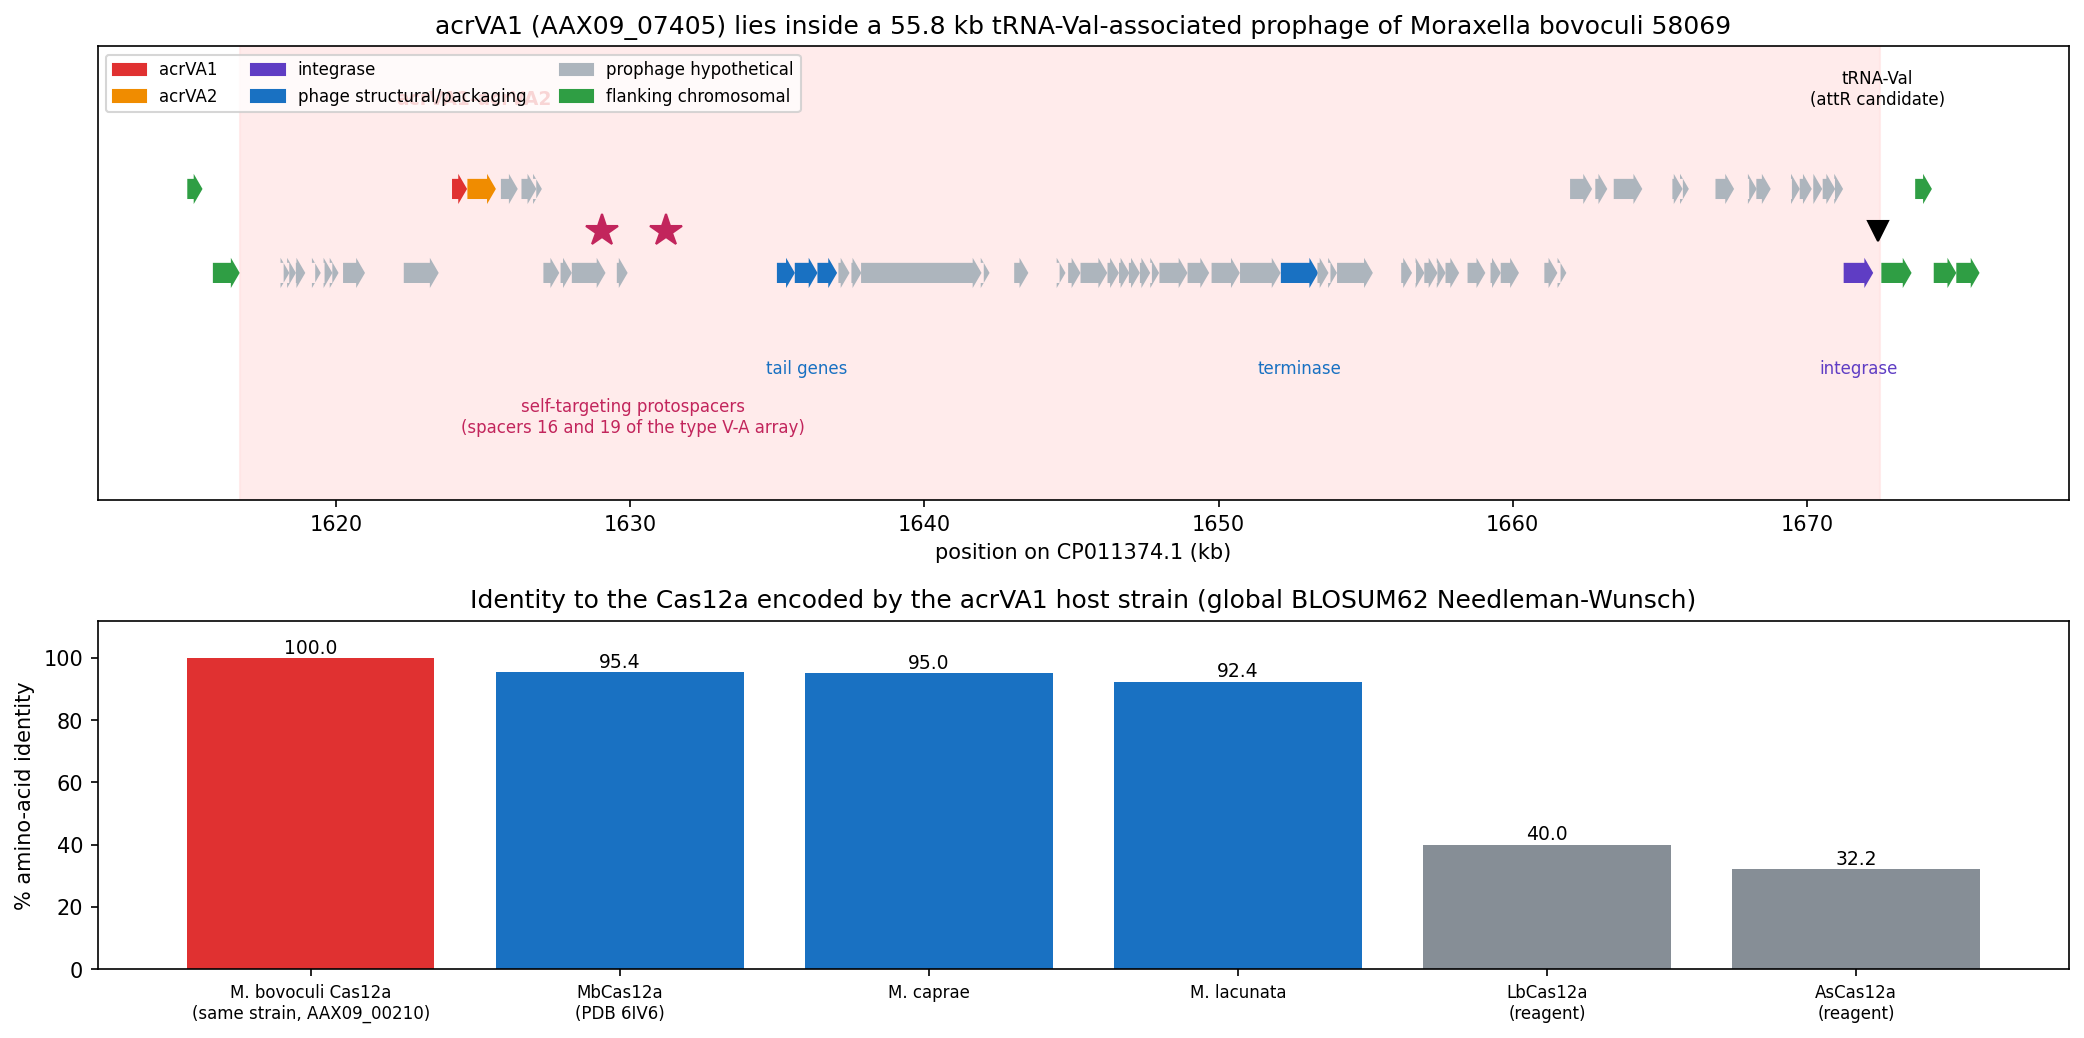 acrVA1 (AAX09_07405) lies inside a 55.8 kb tRNA-Val-associated prophage of Moraxella bovoculi 58069
acrVA1
acrVA2
integrase
phage structural/packaging
prophage hypothetical
flanking chromosomal
tRNA-Val
(attR candidate)
tail genes
terminase
integrase
self-targeting protospacers
(spacers 16 and 19 of the type V-A array)
1620 1630 1640 1650 1660 1670
position on CP011374.1 (kb)
Identity to the Cas12a encoded by the acrVA1 host strain (global BLOSUM62 Needleman-Wunsch)
% amino-acid identity
100
80
60
40
20
0
100.0
95.4
95.0
92.4
40.0
32.2
M. bovoculi Cas12a
(same strain, AAX09_00210)
MbCas12a
(PDB 6IV6)
M. caprae
M. lacunata
LbCas12a
(reagent)
AsCas12a
(reagent)